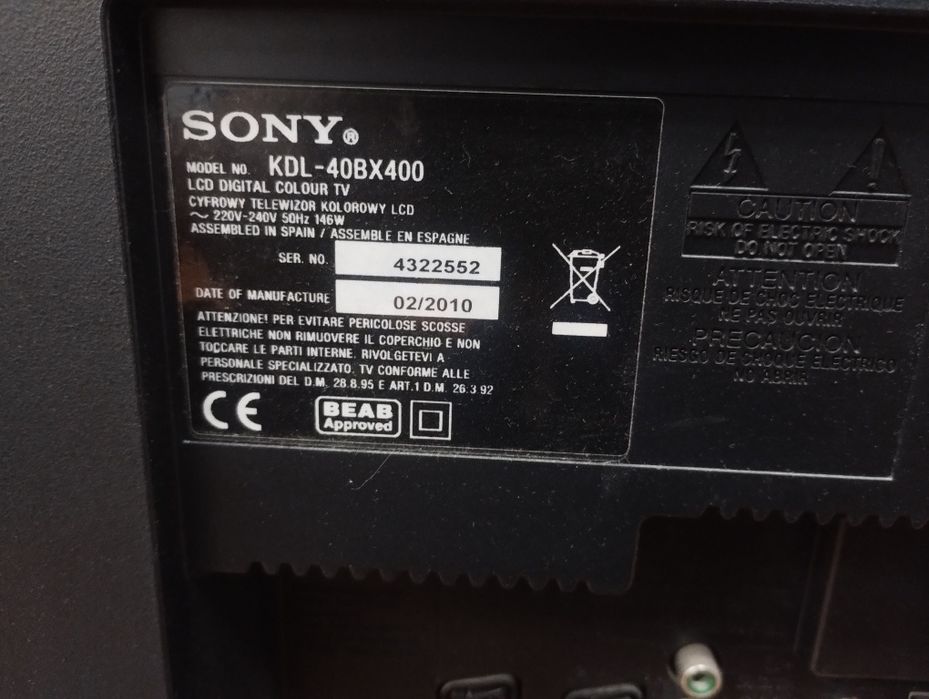 SONY®
MODEL NO. KDL-40BX400
LCD DIGITAL COLOUR TV
CYFROWY TELEWIZOR KOLOROWY LCD
~ 220V-240V 50Hz 146W
ASSEMBLED IN SPAIN / ASSEMBLE EN ESPAGNE
SER. NO. 4322552
DATE OF MANUFACTURE 02/2010
ATTENZIONE! PER EVITARE PERICOLOSE SCOSSE
ELETTRICHE NON RIMUOVERE IL COPERCHIO E NON
TOCCARE LE PARTI INTERNE. RIVOLGETEVI A
PERSONALE SPECIALIZZATO. TV CONFORME ALLE
PRESCRIZIONI DEL D.M. 28.8.95 E ART.1 D.M. 26.3.92
CE
BEAB
Approved
CAUTION
RISK OF ELECTRIC SHOCK
DO NOT OPEN
ATTENTION
RISQUE DE CHOC ELECTRIQUE
NE PAS OUVRIR
PRECAUCION
RIESGO DE CHOQUE ELECTRICO
NO ABRIR